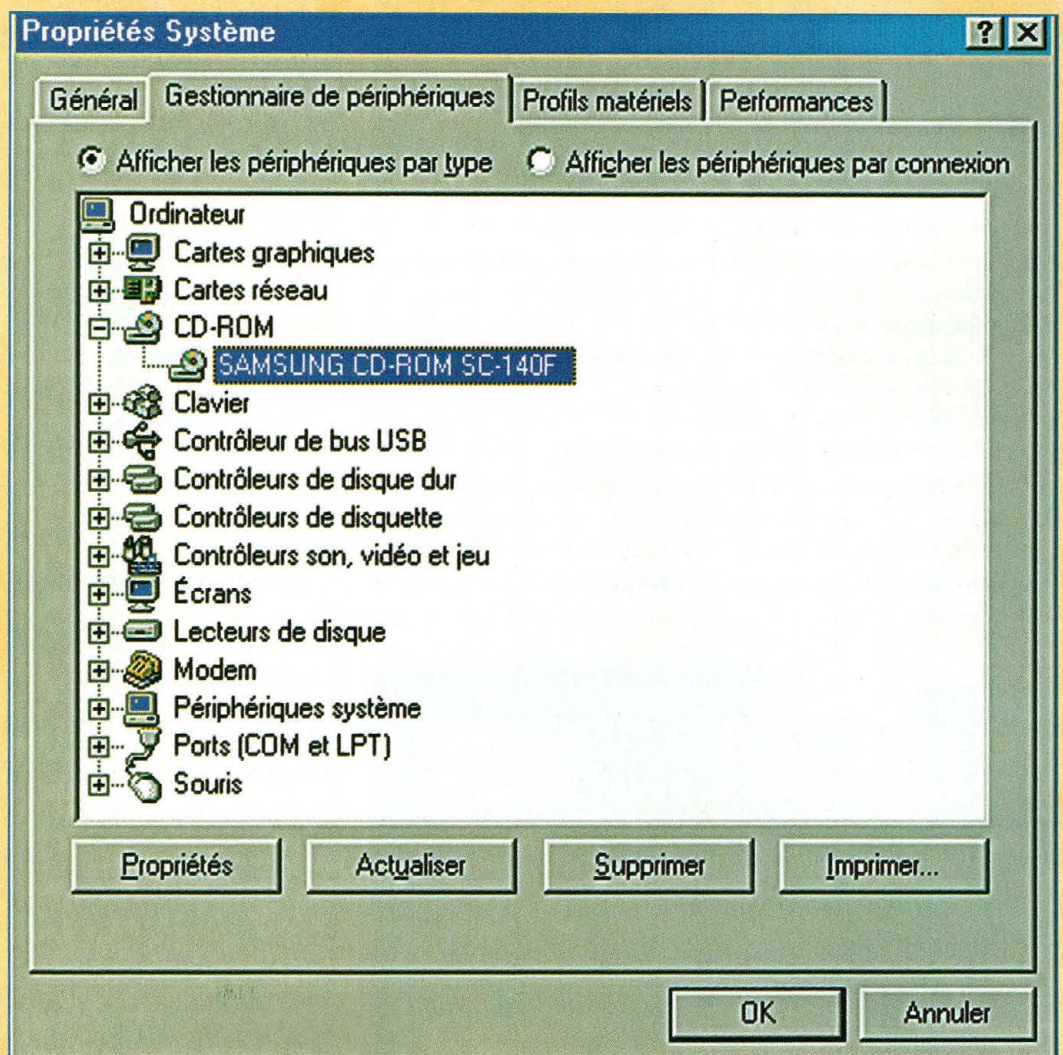 Propriétés Système
Général Gestionnaire de périphériques Profils matériels Performances
Afficher les périphériques par type Afficher les périphériques par connexion
Ordinateur
Cartes graphiques
Cartes réseau
CD-ROM
SAMSUNG CD-ROM SC-140F
Clavier
Contrôleur de bus USB
Contrôleurs de disque dur
Contrôleurs de disquette
Contrôleurs son, vidéo et jeu
Écrans
Lecteurs de disque
Modem
Périphériques système
Ports (COM et LPT)
Souris
Propriétés Actualiser Supprimer Imprimer...
OK Annuler